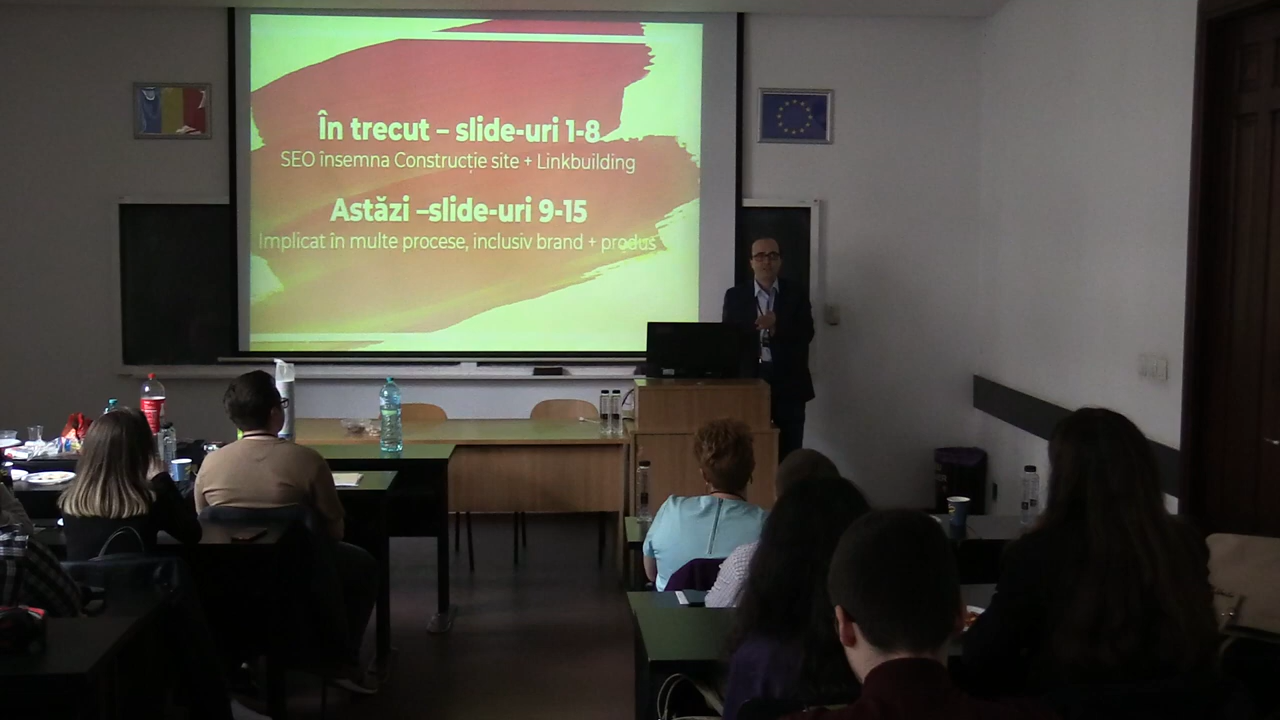 În trecut – slide-uri 1-8
SEO însemna Construcție site + Linkbuilding
Astăzi –slide-uri 9-15
Implicat în multe procese, inclusiv brand + produs